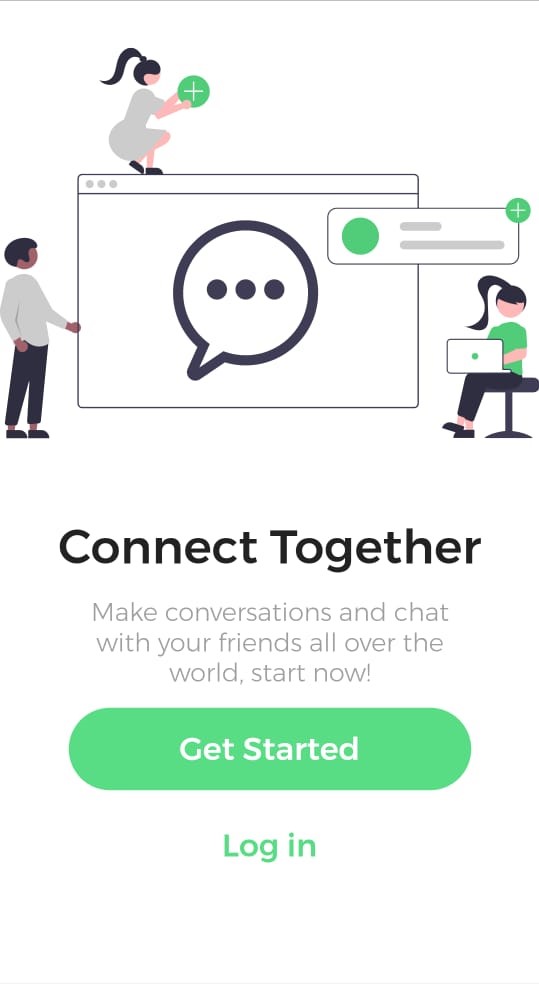 Connect Together
Make conversations and chat
with your friends all over the
world, start now!
Get Started
Log in